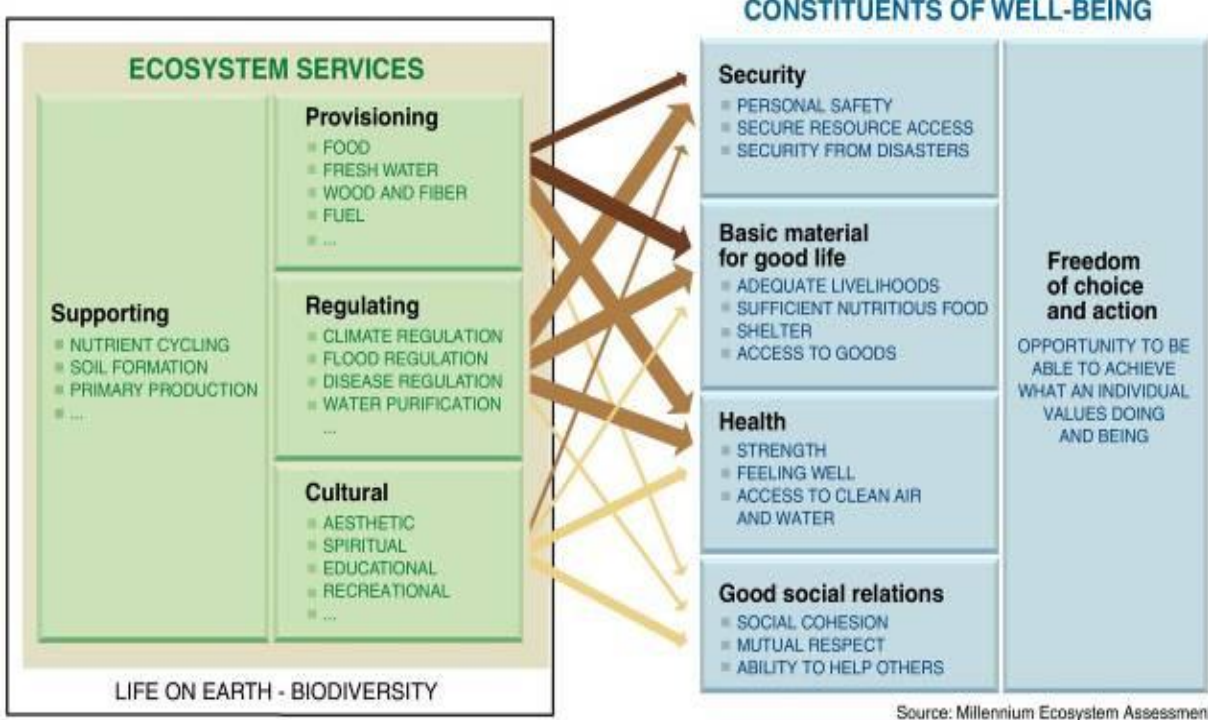 CONSTITUENTS OF WELL-BEING
ECOSYSTEM SERVICES
Supporting
NUTRIENT CYCLING
SOIL FORMATION
PRIMARY PRODUCTION
...
Provisioning
FOOD
FRESH WATER
WOOD AND FIBER
FUEL
...
Regulating
CLIMATE REGULATION
FLOOD REGULATION
DISEASE REGULATION
WATER PURIFICATION
...
Cultural
AESTHETIC
SPIRITUAL
EDUCATIONAL
RECREATIONAL
...
LIFE ON EARTH - BIODIVERSITY
Security
PERSONAL SAFETY
SECURE RESOURCE ACCESS
SECURITY FROM DISASTERS
Basic material
for good life
ADEQUATE LIVELIHOODS
SUFFICIENT NUTRITIOUS FOOD
SHELTER
ACCESS TO GOODS
Health
STRENGTH
FEELING WELL
ACCESS TO CLEAN AIR
AND WATER
Good social relations
SOCIAL COHESION
MUTUAL RESPECT
ABILITY TO HELP OTHERS
Freedom
of choice
and action
OPPORTUNITY TO BE
ABLE TO ACHIEVE
WHAT AN INDIVIDUAL
VALUES DOING
AND BEING
Source: Millennium Ecosystem Assessmen